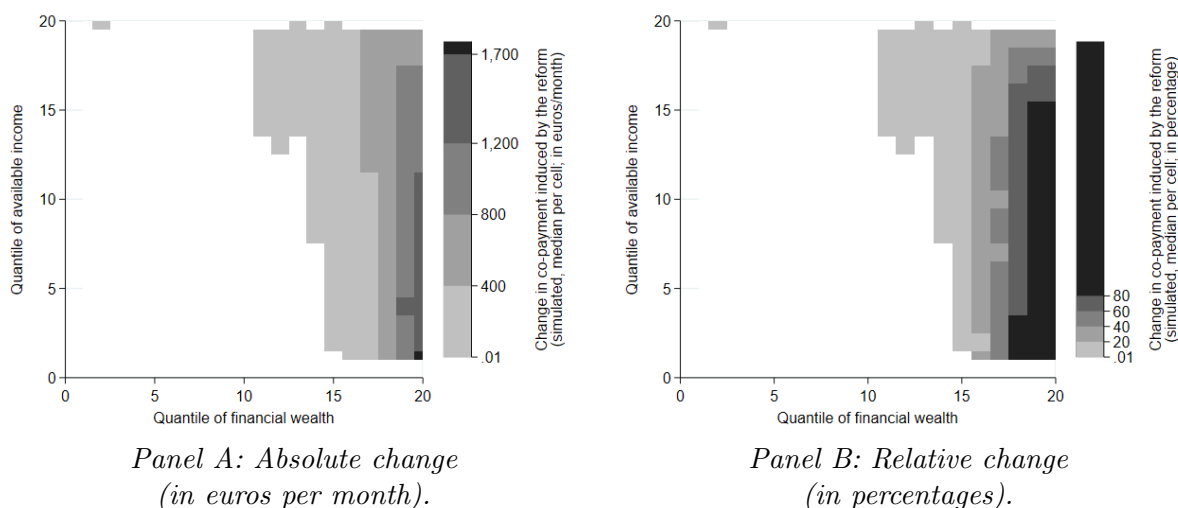 20
15
10
5
0
Quantile of available income
0
5
10
15
20
Quantile of financial wealth
1,700
1,200
800
400
.01
Change in co-payment induced by the reform
(simulated, median per cell; in euros/month)
Panel A: Absolute change
(in euros per month).
20
15
10
5
0
Quantile of available income
0
5
10
15
20
Quantile of financial wealth
80
60
40
20
.01
Change in co-payment induced by the reform
(simulated, median per cell; in percentage)
Panel B: Relative change
(in percentages).